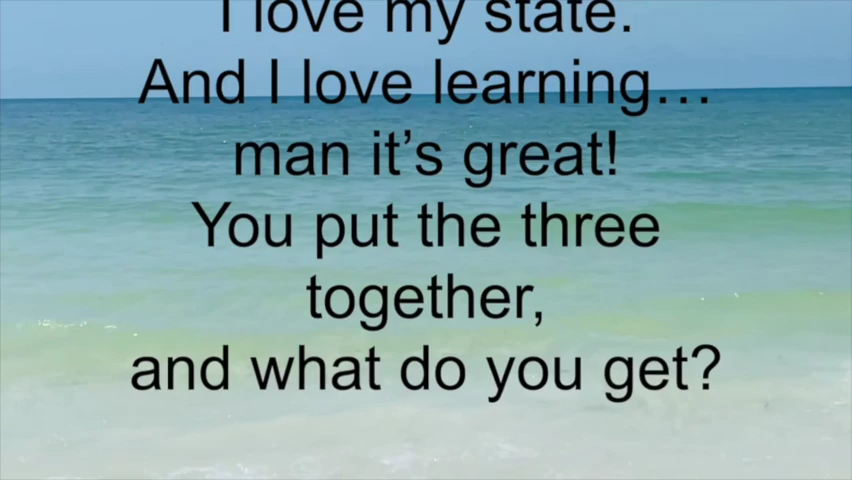 I love my state.
And I love learning…
man it’s great!
You put the three
together,
and what do you get?